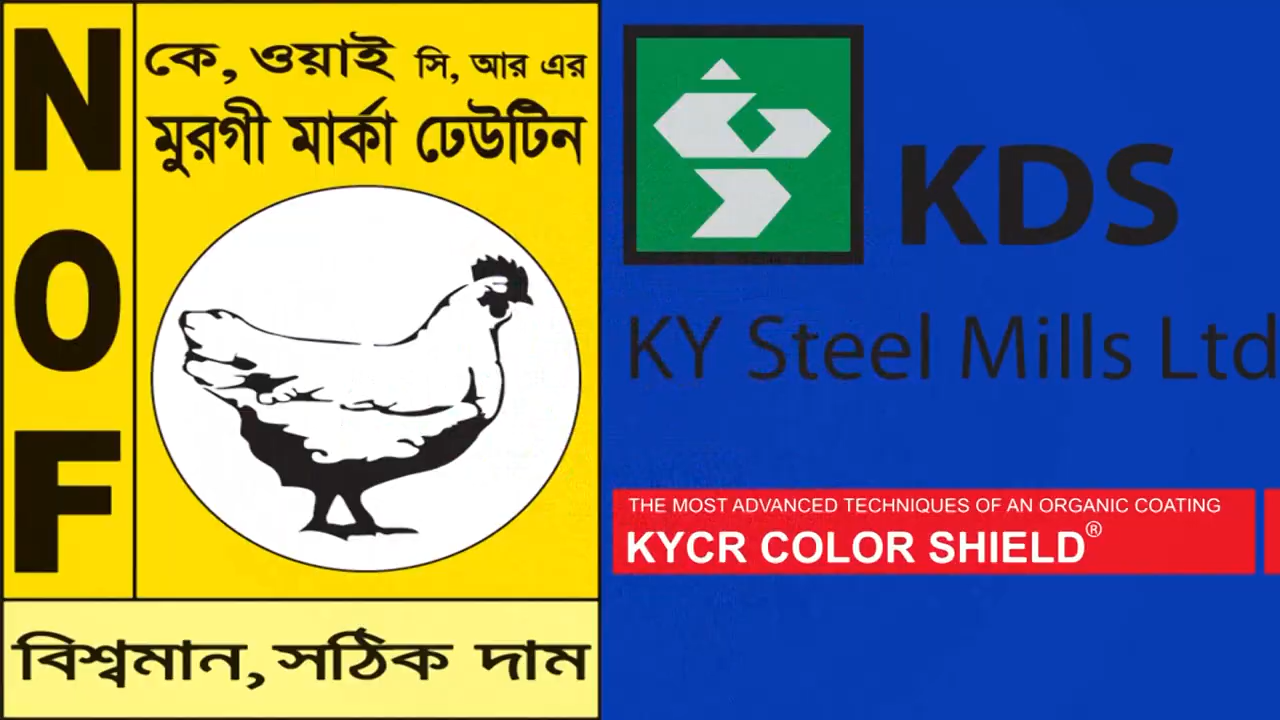 NOF
কে, ওয়াই সি, আর এর
মুরগী মার্কা ঢেউটিন
বিশ্বমান, সঠিক দাম
KDS
KY Steel Mills Ltd
THE MOST ADVANCED TECHNIQUES OF AN ORGANIC COATING
KYCR COLOR SHIELD®